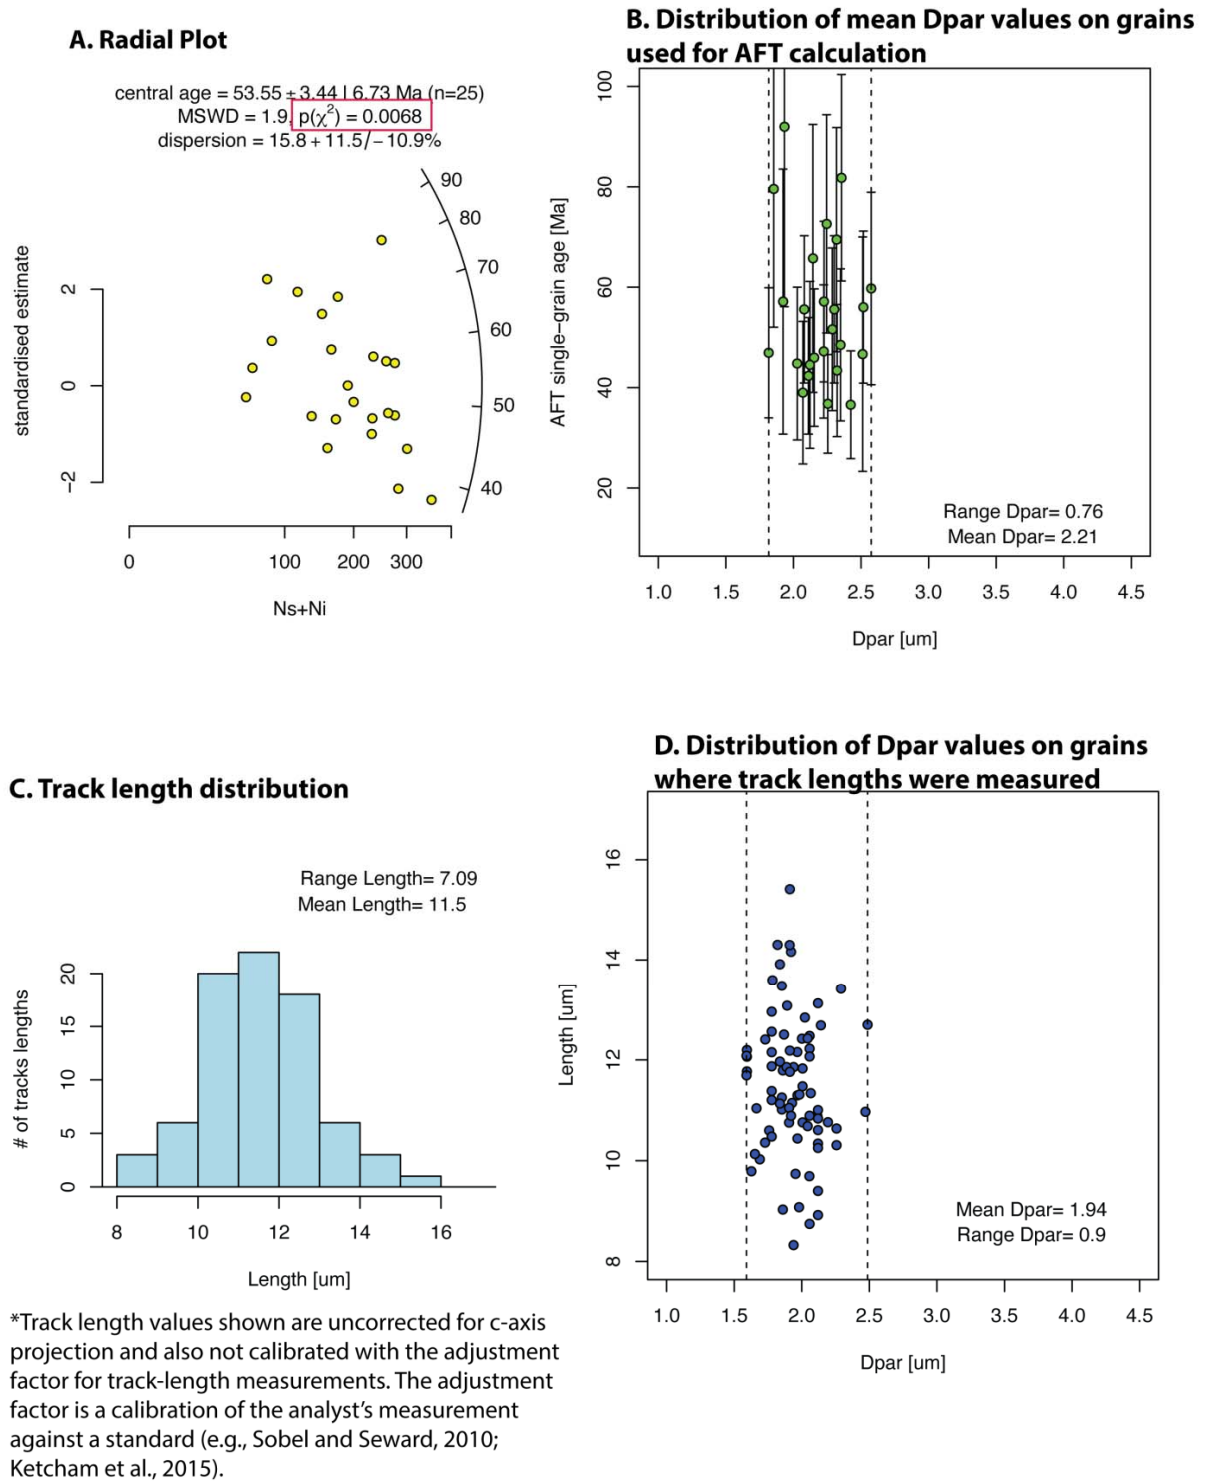 A. Radial Plot
central age = 53.55 ± 3.44 | 6.73 Ma (n=25)
MSWD = 1.9, p(χ²) = 0.0068
dispersion = 15.8 + 11.5/− 10.9%
90
80
70
60
50
40
standardised estimate
2
0
−2
0
100
200
300
Ns+Ni
B. Distribution of mean Dpar values on grains
used for AFT calculation
AFT single−grain age [Ma]
100
80
60
40
20
Range Dpar= 0.76
Mean Dpar= 2.21
1.0
1.5
2.0
2.5
3.0
3.5
4.0
4.5
Dpar [um]
C. Track length distribution
Range Length= 7.09
Mean Length= 11.5
# of tracks lengths
20
15
10
5
0
8
10
12
14
16
Length [um]
*Track length values shown are uncorrected for c-axis
projection and also not calibrated with the adjustment
factor for track-length measurements. The adjustment
factor is a calibration of the analyst's measurement
against a standard (e.g., Sobel and Seward, 2010;
Ketcham et al., 2015).
D. Distribution of Dpar values on grains
where track lengths were measured
Length [um]
16
14
12
10
8
Mean Dpar= 1.94
Range Dpar= 0.9
1.0
1.5
2.0
2.5
3.0
3.5
4.0
4.5
Dpar [um]